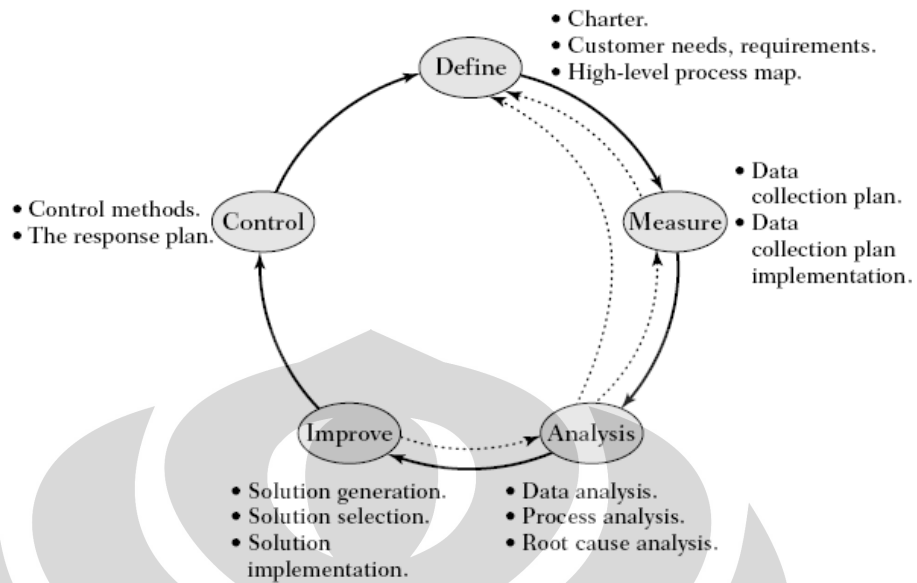 Define
• Charter.
• Customer needs, requirements.
• High-level process map.
Measure
• Data
collection plan.
• Data
collection plan
implementation.
Analysis
• Data analysis.
• Process analysis.
• Root cause analysis.
Improve
• Solution generation.
• Solution selection.
• Solution
implementation.
Control
• Control methods.
• The response plan.